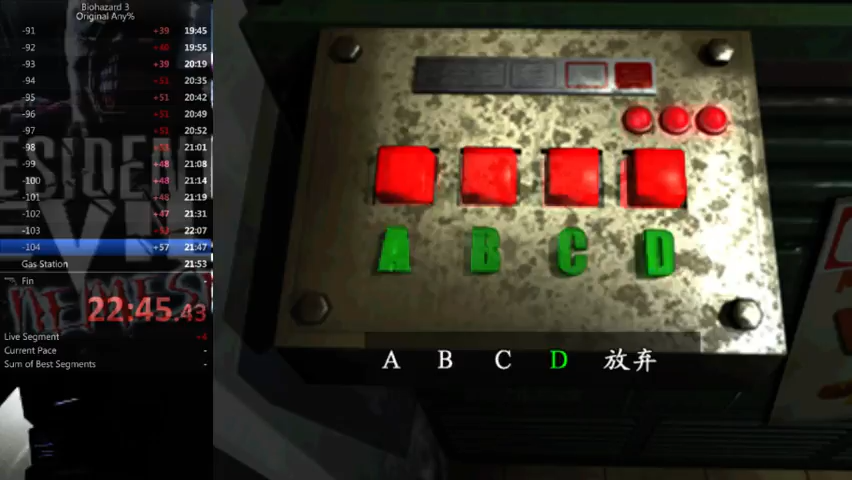 Biohazard 3
Original Any%
-91 +39 19:45
-92 +40 19:55
-93 +39 20:19
-94 +51 20:35
-95 +51 20:42
-96 +51 20:49
-97 +51 20:52
-98 21:01
-99 +48 21:08
-100 +48 21:14
-101 +48 21:19
-102 +47 21:31
-103 22:07
-104 +57 21:47
Gas Station 21:53
Fin -
22:45.43
Live Segment +4
Current Pace -
Sum of Best Segments -
A B C D
A B C D 放弃